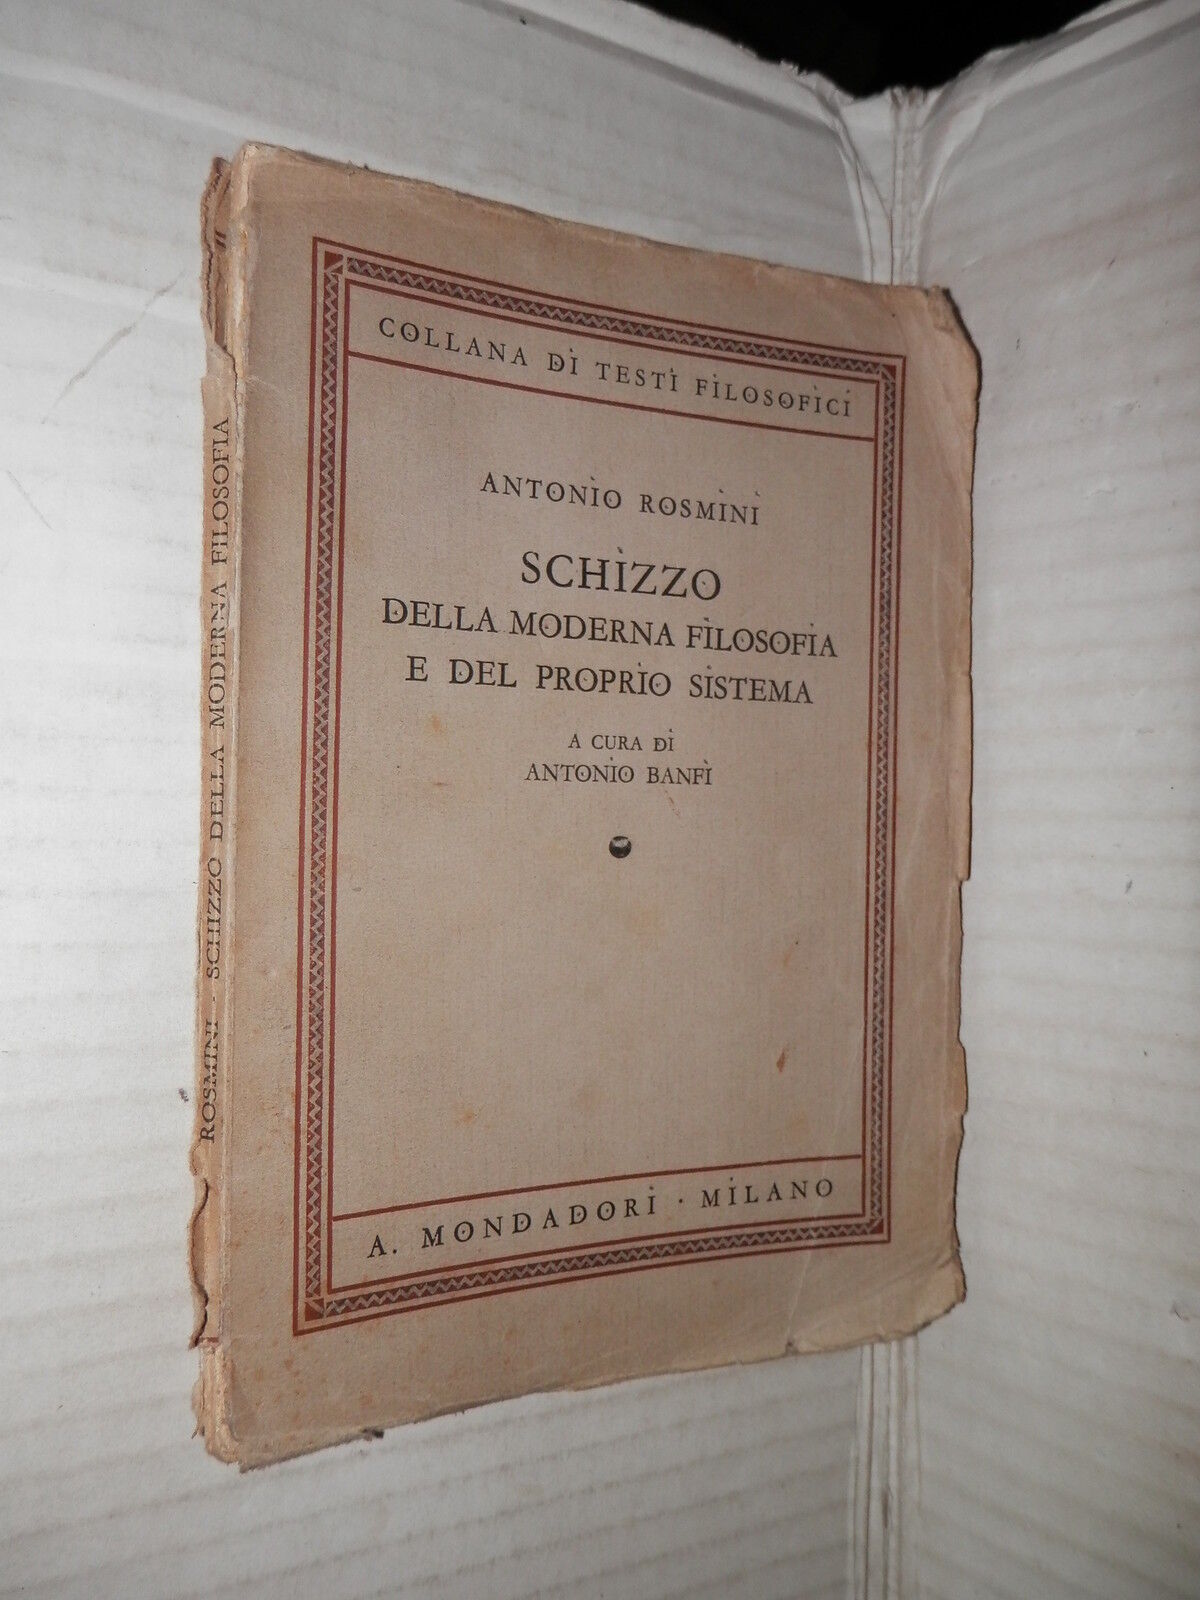 COLLANA DI TESTI FILOSOFICI
ANTONIO ROSMINI
SCHIZZO
DELLA MODERNA FILOSOFIA
E DEL PROPRIO SISTEMA
A CURA DI
ANTONIO BANFI
A. MONDADORI · MILANO
ROSMINI - SCHIZZO DELLA MODERNA FILOSOFIA